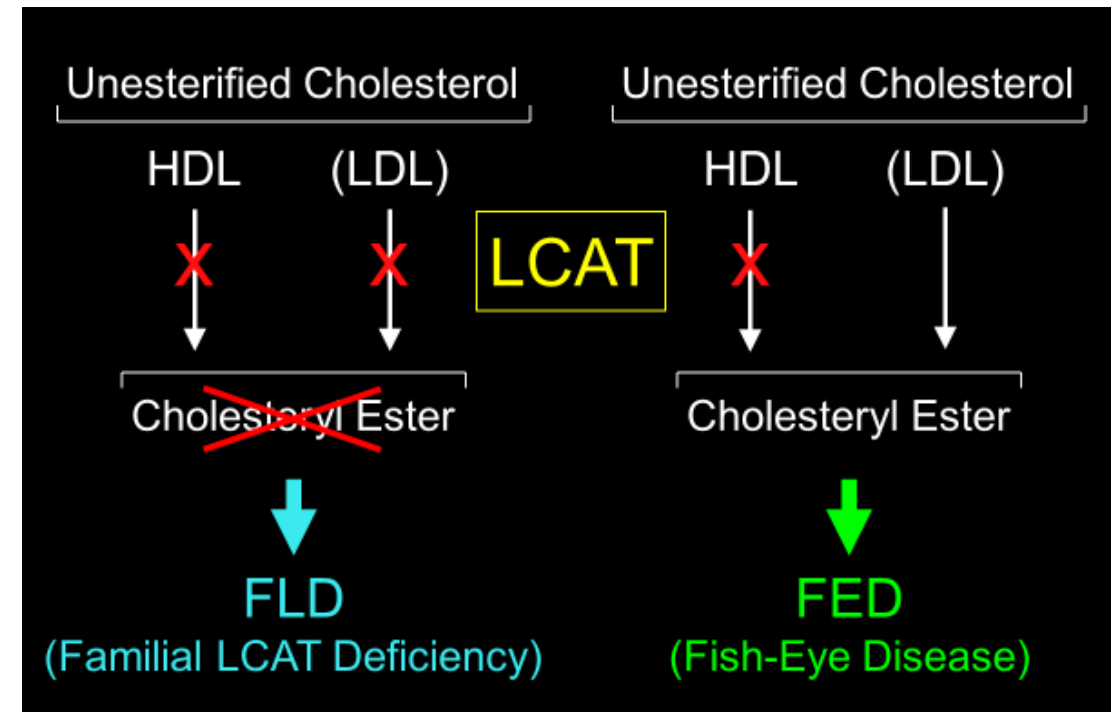 Unesterified Cholesterol
HDL (LDL)
X X
Cholesteryl Ester
FLD
(Familial LCAT Deficiency)
LCAT
Unesterified Cholesterol
HDL (LDL)
X
Cholesteryl Ester
FED
(Fish-Eye Disease)